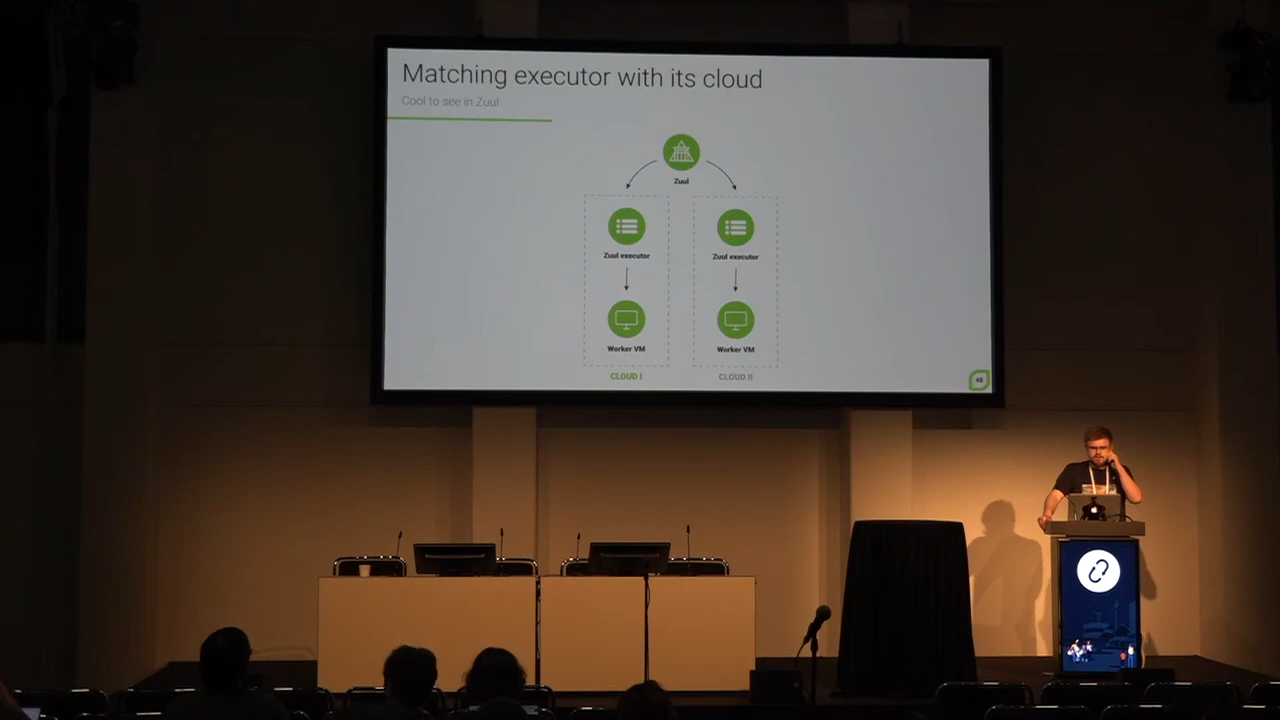 Matching executor with its cloud
Cool to see in Zuul
Zuul
Zuul executor
Zuul executor
Worker VM
Worker VM
CLOUD I
CLOUD II
48